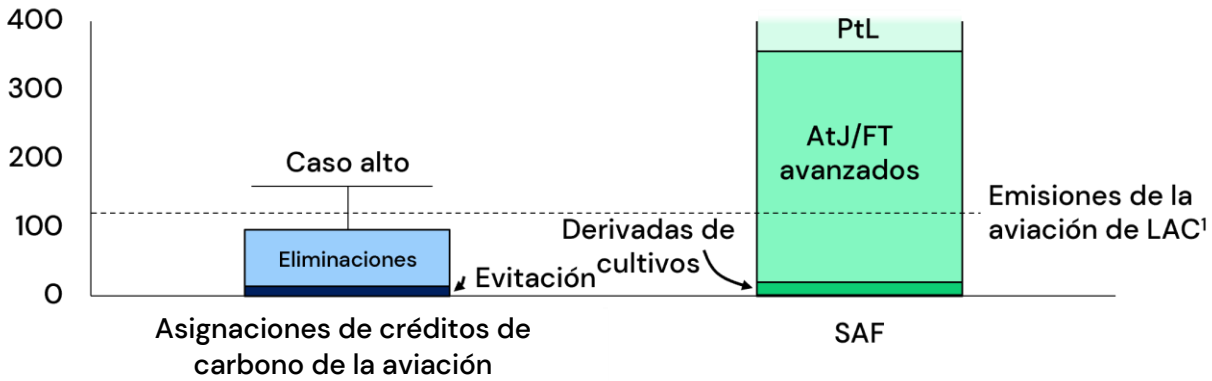 400
300
200
100
0
Caso alto
Eliminaciones
Evitación
Asignaciones de créditos de
carbono de la aviación
PtL
AtJ/FT
avanzados
Derivadas de
cultivos
SAF
Emisiones de la
aviación de LAC¹